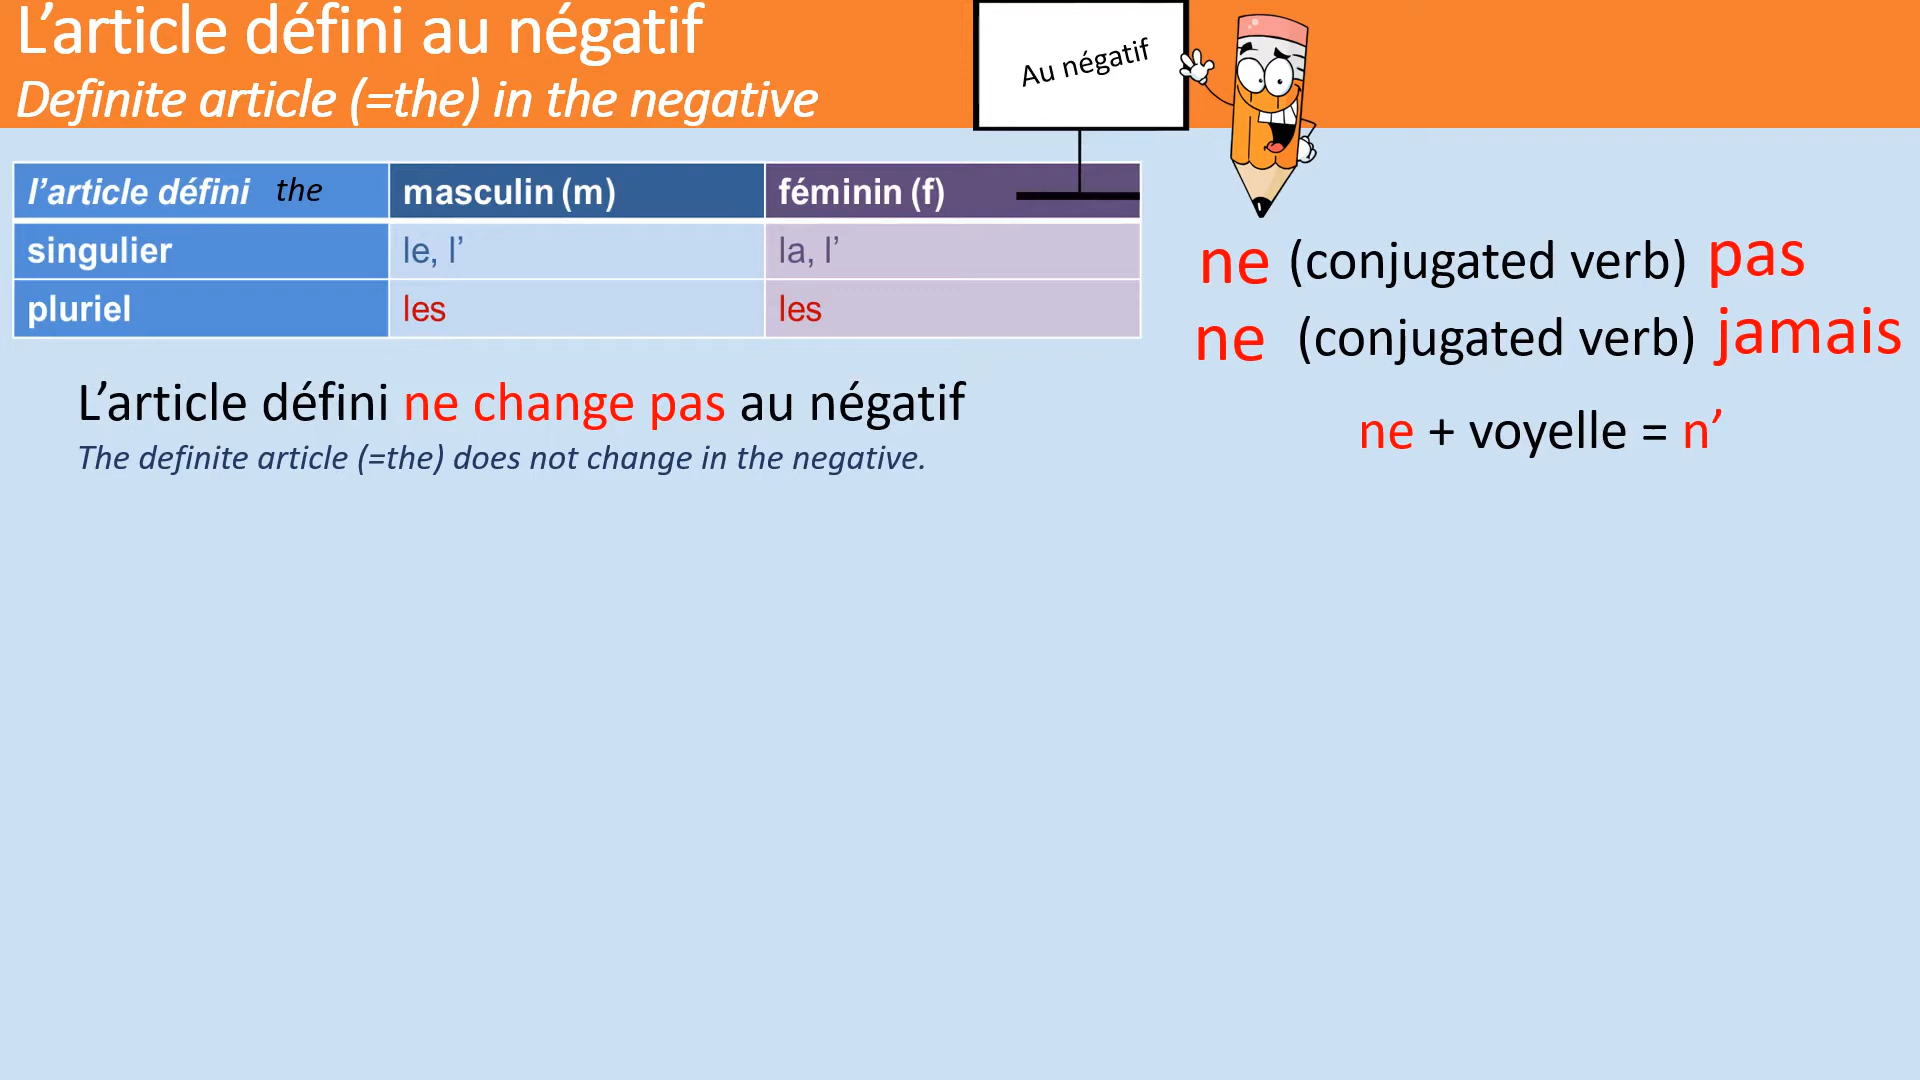 L’article défini au négatif
Definite article (=the) in the negative
Au négatif
l’article défini the masculin (m) féminin (f)
singulier le, l’ la, l’
pluriel les les
ne (conjugated verb) pas
ne (conjugated verb) jamais
ne + voyelle = n’
L’article défini ne change pas au négatif
The definite article (=the) does not change in the negative.